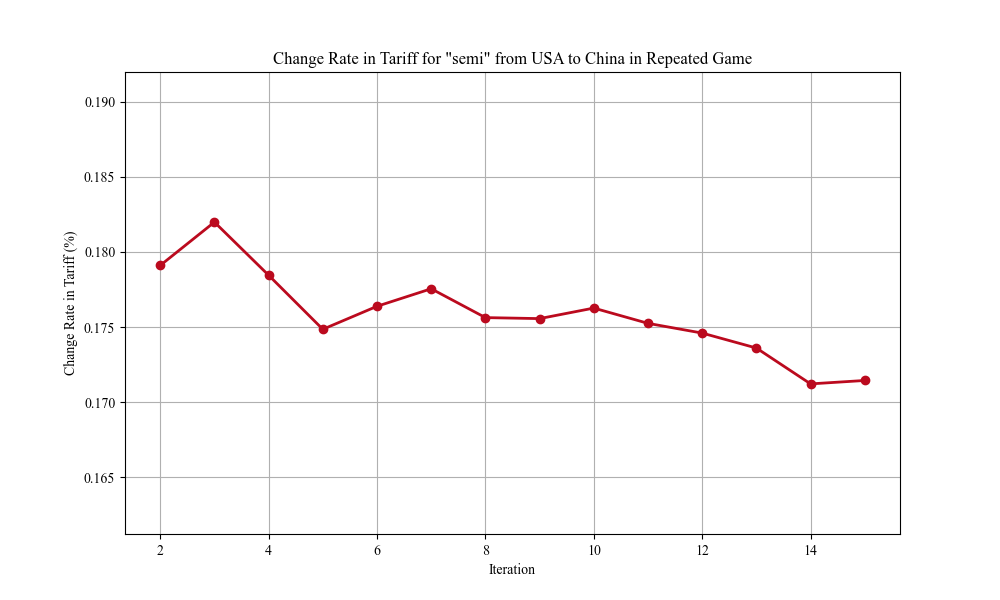 Change Rate in Tariff for "semi" from USA to China in Repeated Game
Change Rate in Tariff (%)
0.190
0.185
0.180
0.175
0.170
0.165
2 4 6 8 10 12 14
Iteration